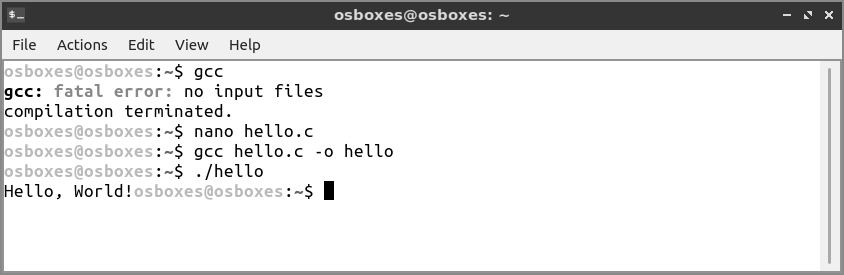 osboxes@osboxes: ~
File Actions Edit View Help
osboxes@osboxes:~$ gcc
gcc: fatal error: no input files
compilation terminated.
osboxes@osboxes:~$ nano hello.c
osboxes@osboxes:~$ gcc hello.c -o hello
osboxes@osboxes:~$ ./hello
Hello, World!osboxes@osboxes:~$